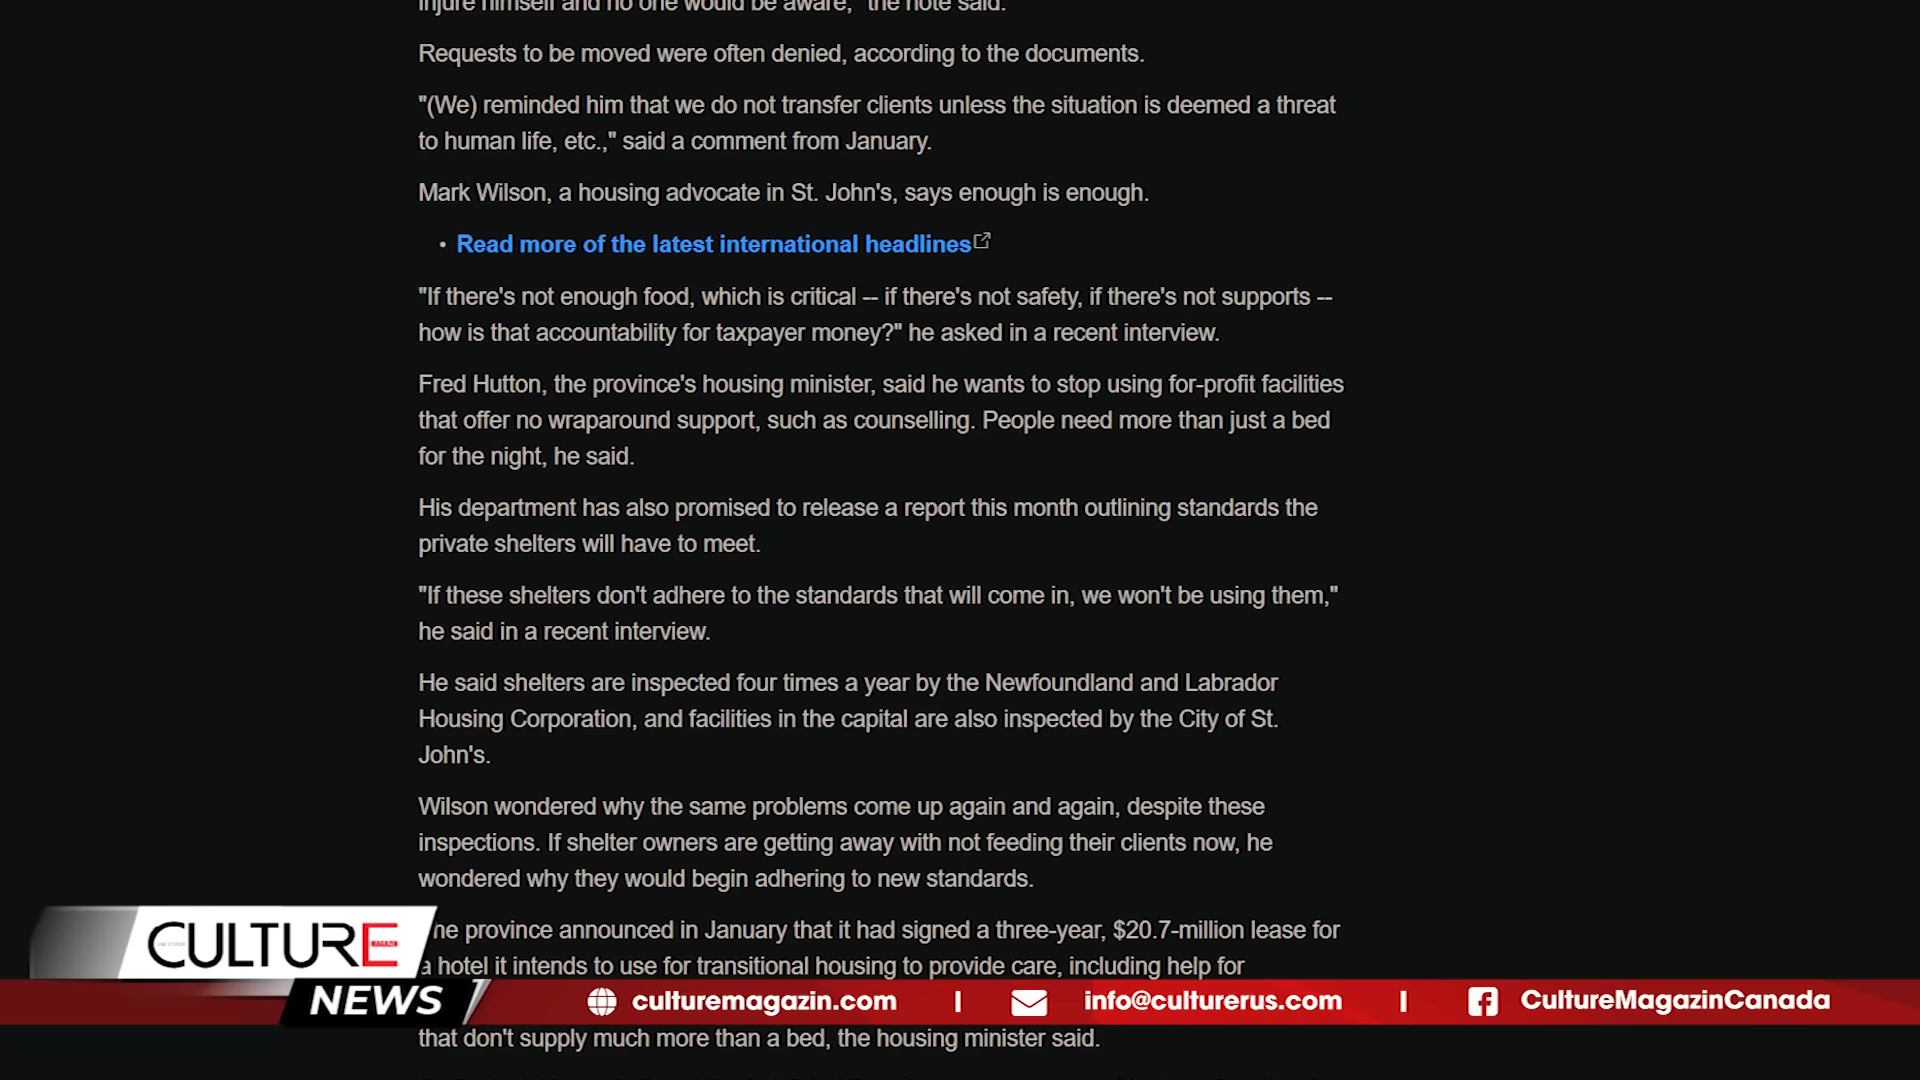 injure himself and no one would be aware," the note said.
Requests to be moved were often denied, according to the documents.
"(We) reminded him that we do not transfer clients unless the situation is deemed a threat
to human life, etc.," said a comment from January.
Mark Wilson, a housing advocate in St. John's, says enough is enough.
• Read more of the latest international headlines
"If there's not enough food, which is critical -- if there's not safety, if there's not supports --
how is that accountability for taxpayer money?" he asked in a recent interview.
Fred Hutton, the province's housing minister, said he wants to stop using for-profit facilities
that offer no wraparound support, such as counselling. People need more than just a bed
for the night, he said.
His department has also promised to release a report this month outlining standards the
private shelters will have to meet.
"If these shelters don't adhere to the standards that will come in, we won't be using them,"
he said in a recent interview.
He said shelters are inspected four times a year by the Newfoundland and Labrador
Housing Corporation, and facilities in the capital are also inspected by the City of St.
John's.
Wilson wondered why the same problems come up again and again, despite these
inspections. If shelter owners are getting away with not feeding their clients now, he
wondered why they would begin adhering to new standards.
he province announced in January that it had signed a three-year, $20.7-million lease for
a hotel it intends to use for transitional housing to provide care, including help for
that don't supply much more than a bed, the housing minister said.
CULTURE
MAGAZIN
NEWS
culturemagazin.com | info@culturerus.com | CultureMagazinCanada